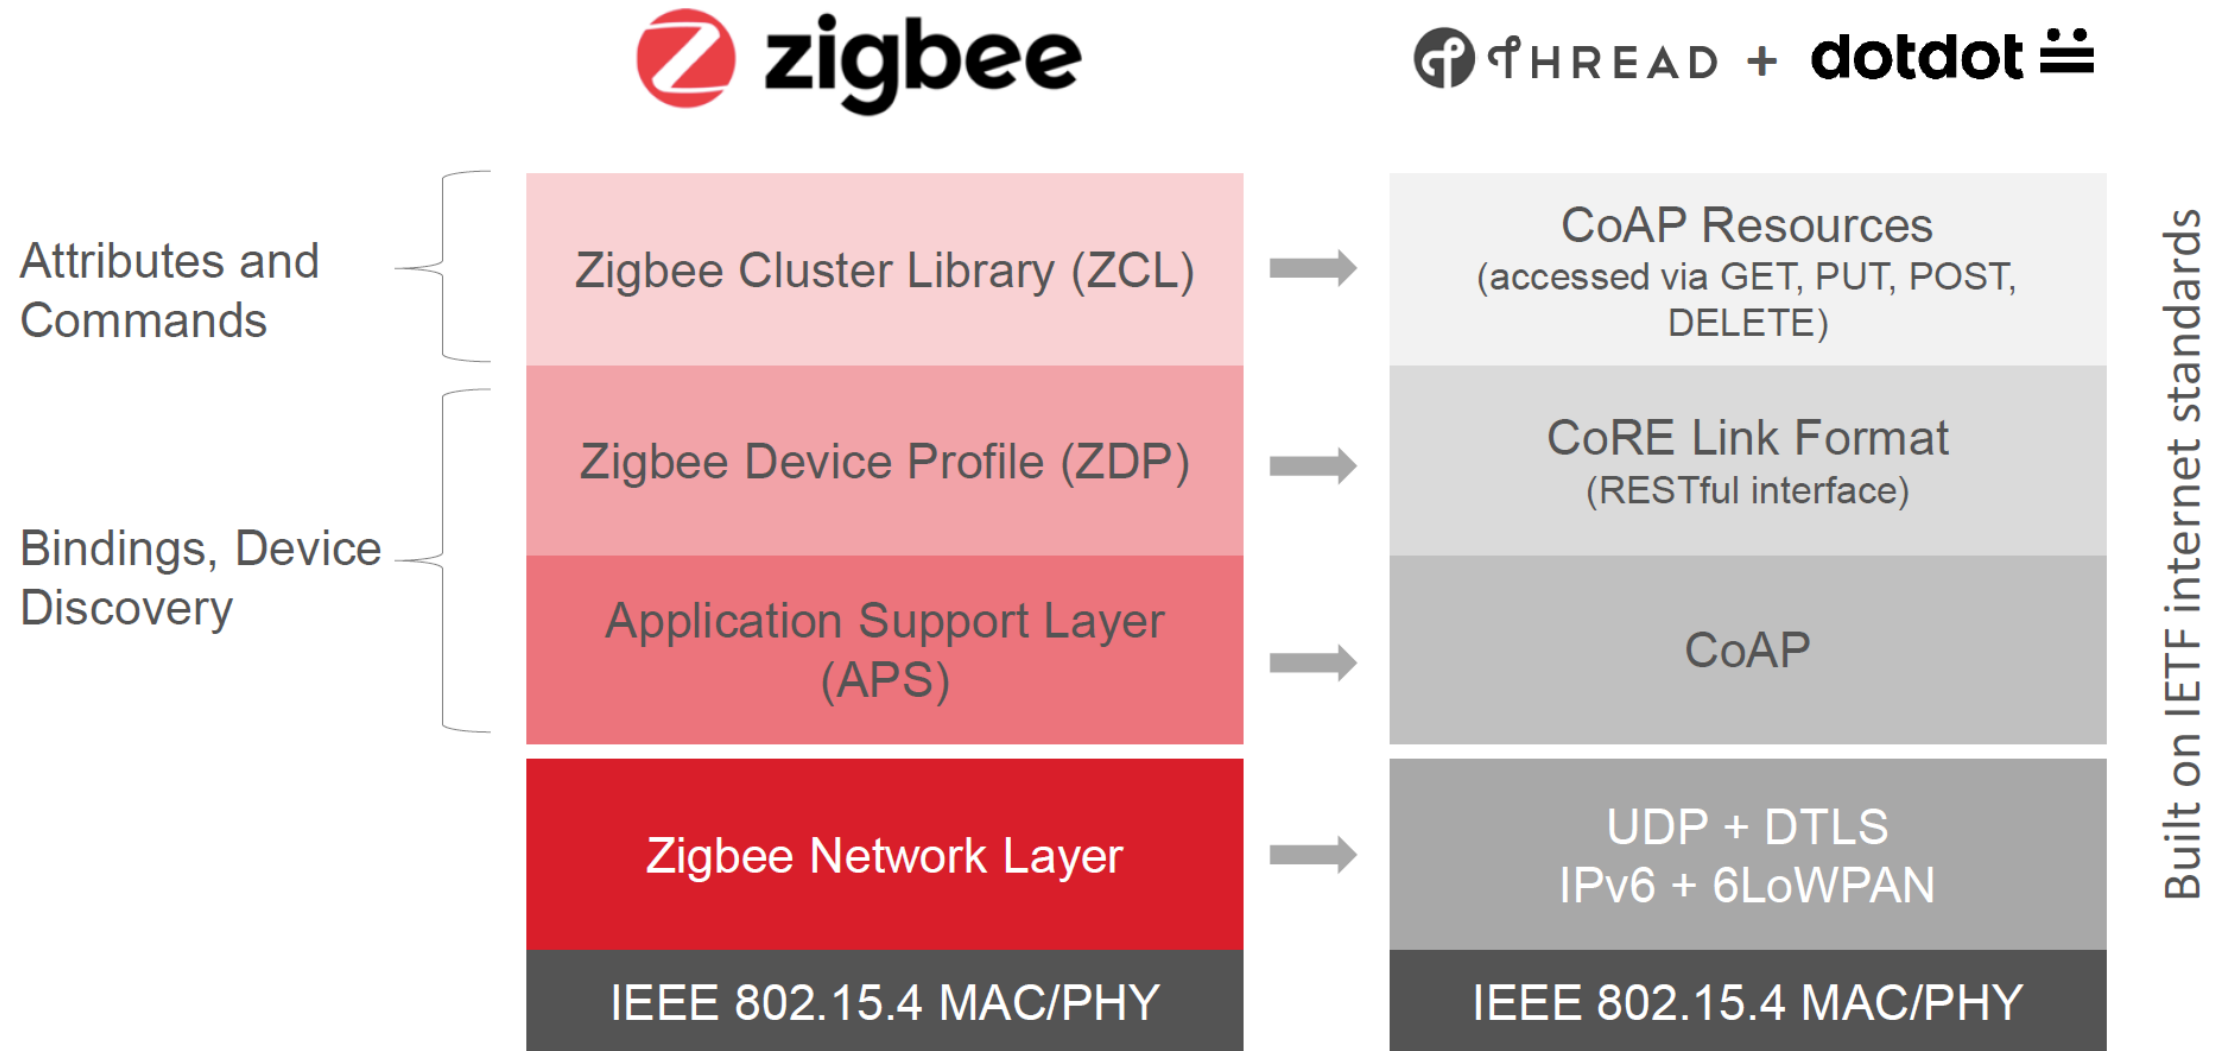 zigbee
THREAD + dotdot
Attributes and
Commands
Zigbee Cluster Library (ZCL)
CoAP Resources
(accessed via GET, PUT, POST,
DELETE)
Bindings, Device
Discovery
Zigbee Device Profile (ZDP)
CoRE Link Format
(RESTful interface)
Application Support Layer
(APS)
CoAP
Zigbee Network Layer
UDP + DTLS
IPv6 + 6LoWPAN
IEEE 802.15.4 MAC/PHY
IEEE 802.15.4 MAC/PHY
Built on IETF internet standards